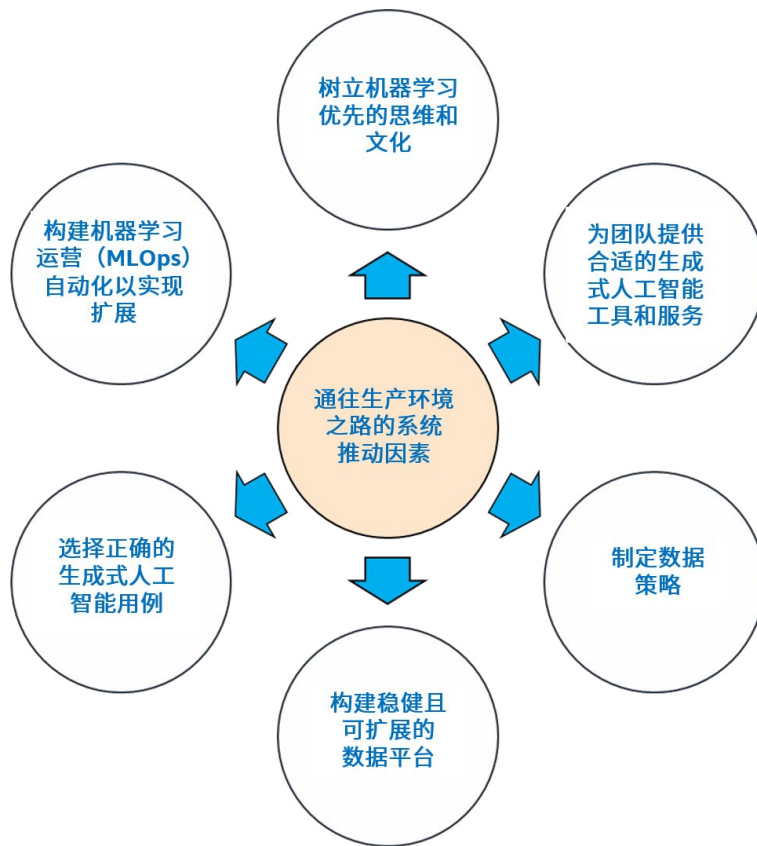 树立机器学习
优先的思维和
文化
构建机器学习
运营（MLOps）
自动化以实现
扩展
为团队提供
合适的生成
式人工智能
工具和服务
通往生产环境
之路的系统
推动因素
选择正确的
生成式人工
智能用例
制定数据
策略
构建稳健且
可扩展的
数据平台